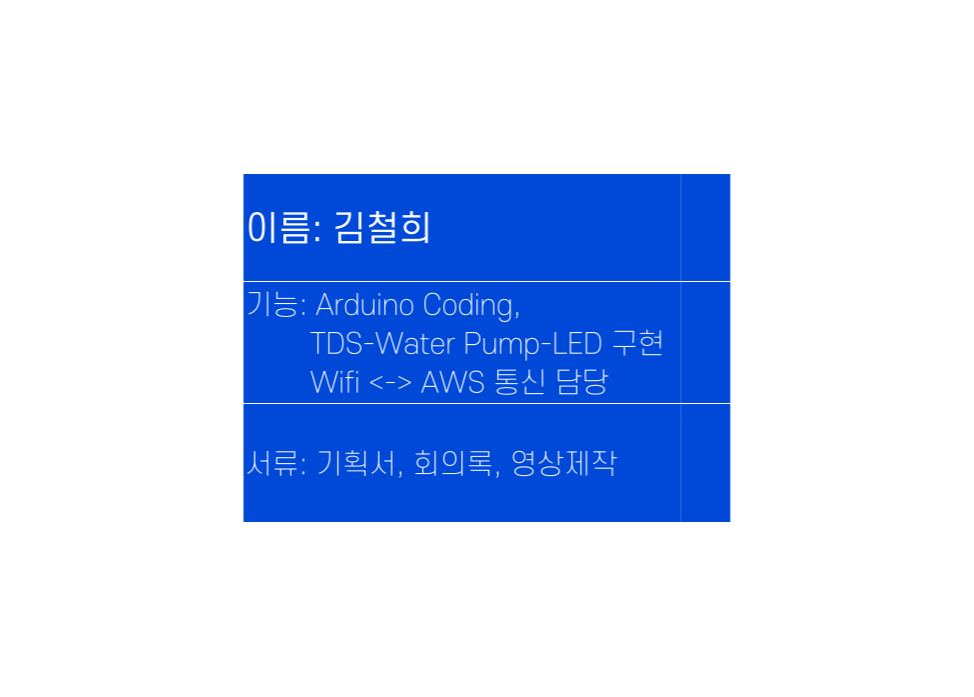 이름: 김철희
기능: Arduino Coding,
TDS-Water Pump-LED 구현
Wifi <-> AWS 통신 담당
서류: 기획서, 회의록, 영상제작